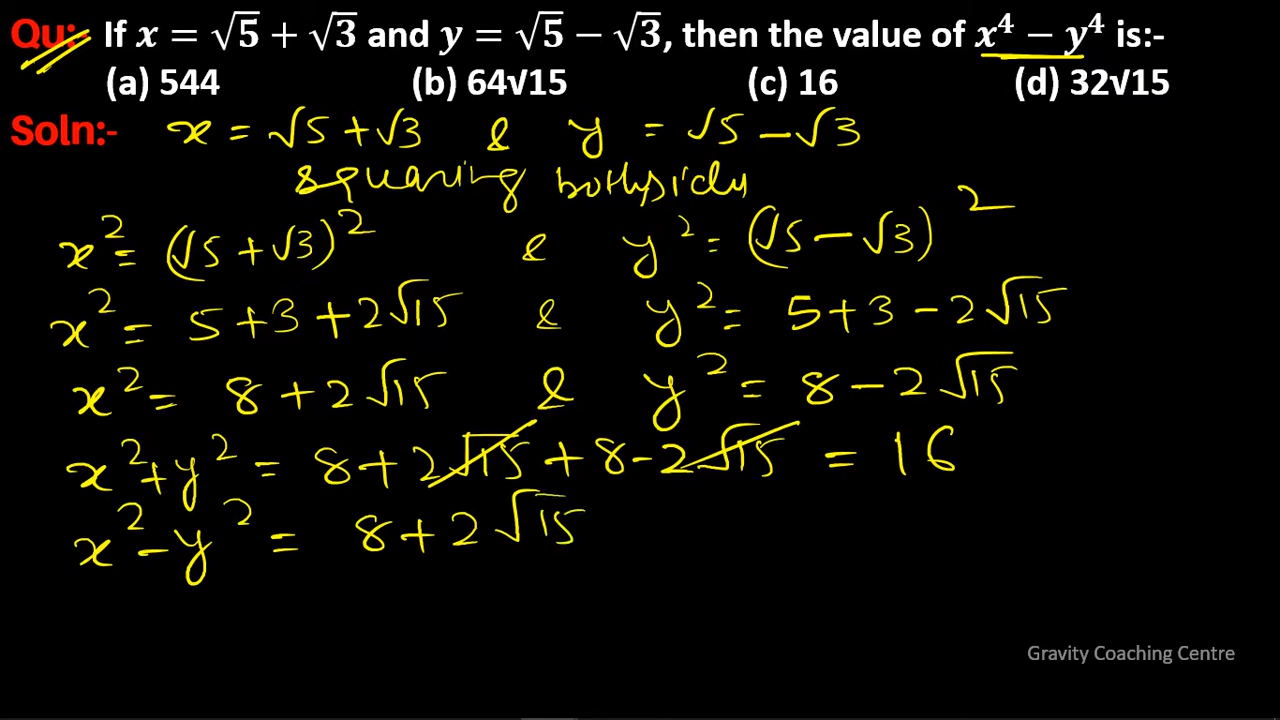 Qu:- If x = √5 + √3 and y = √5 − √3, then the value of x⁴ − y⁴ is:-
(a) 544 (b) 64√15 (c) 16 (d) 32√15
Soln:- x = √5 + √3 & y = √5 − √3
squaring both sides
x² = (√5 + √3)² & y² = (√5 − √3)²
x² = 5 + 3 + 2√15 & y² = 5 + 3 − 2√15
x² = 8 + 2√15 & y² = 8 − 2√15
x² + y² = 8 + 2√15 + 8 − 2√15 = 16
x² − y² = 8 + 2√15
Gravity Coaching Centre